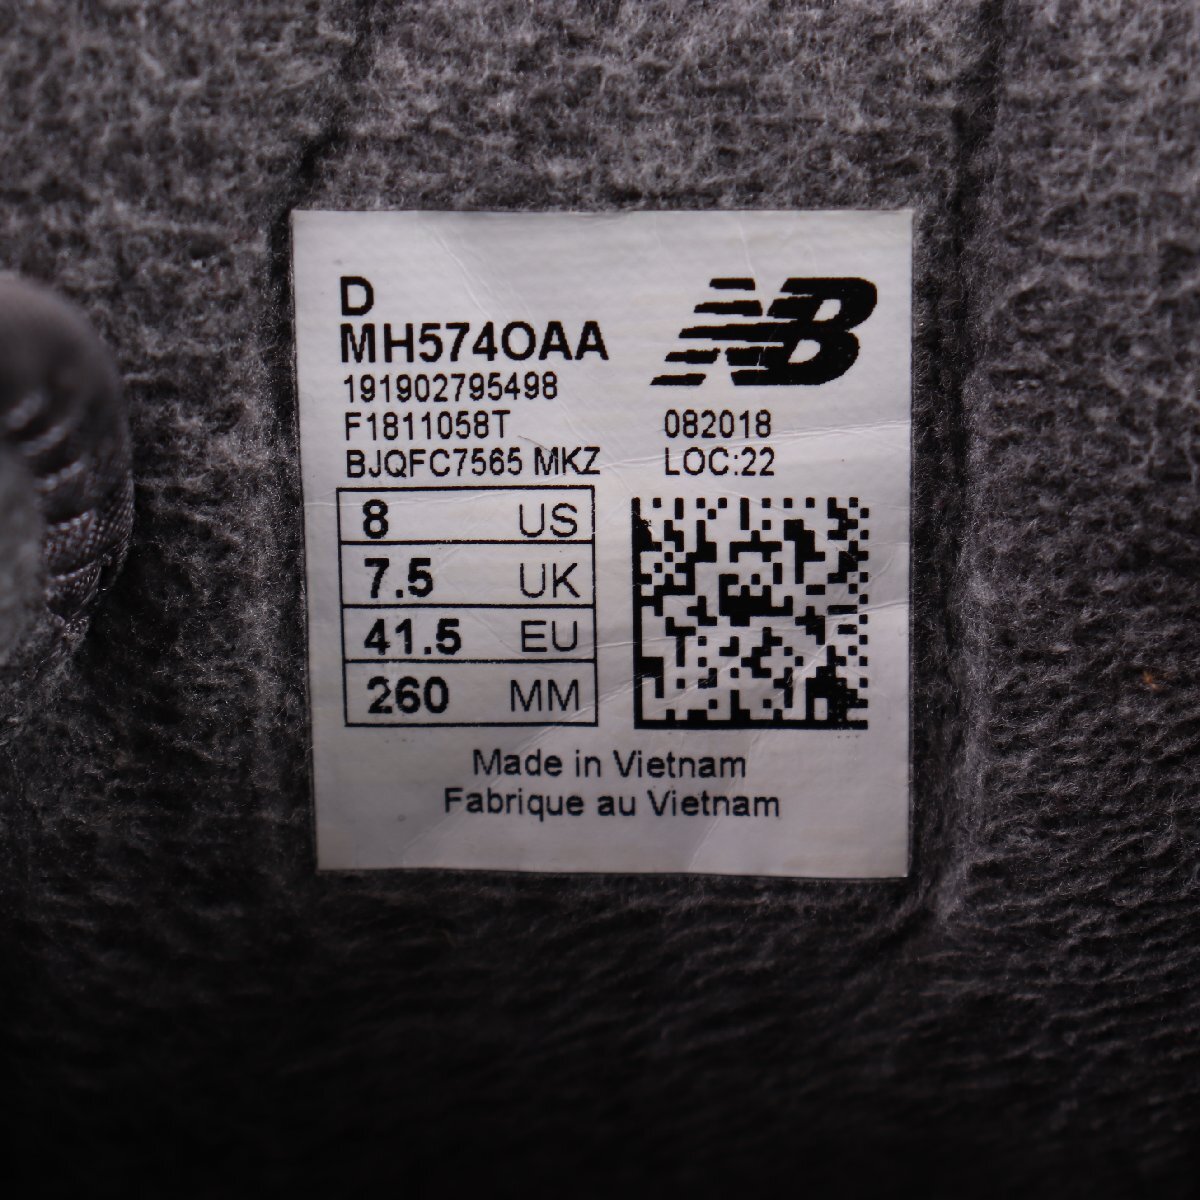 D
MH574OAA
191902795498
F1811058T
BJQFC7565 MKZ
NB
082018
LOC:22
8 US
7.5 UK
41.5 EU
260 MM
Made in Vietnam
Fabrique au Vietnam